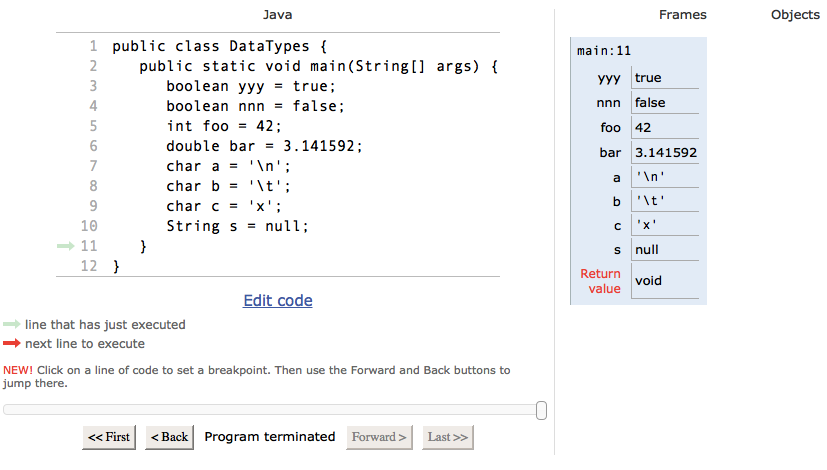 Java
1 public class DataTypes {
2 public static void main(String[] args) {
3 boolean yyy = true;
4 boolean nnn = false;
5 int foo = 42;
6 double bar = 3.141592;
7 char a = '\n';
8 char b = '\t';
9 char c = 'x';
10 String s = null;
11 }
12 }
Edit code
line that has just executed
next line to execute
NEW! Click on a line of code to set a breakpoint. Then use the Forward and Back buttons to
jump there.
<< First < Back Program terminated Forward > Last >>
Frames Objects
main:11
yyy true
nnn false
foo 42
bar 3.141592
a '\n'
b '\t'
c 'x'
s null
Return
value void